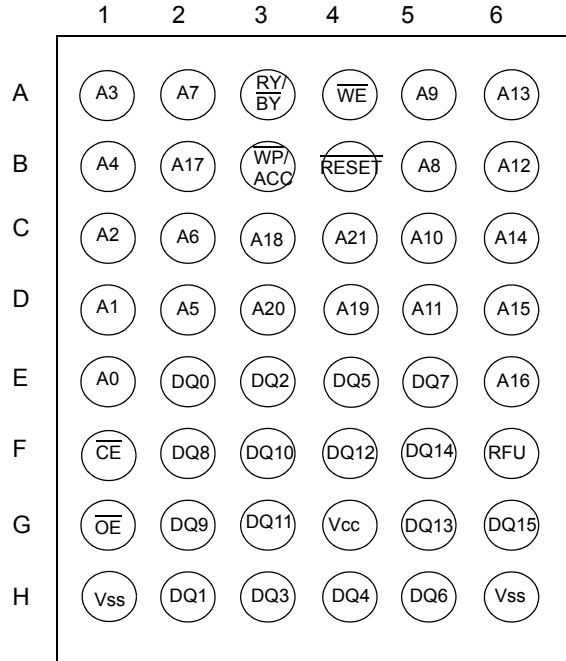 1 2 3 4 5 6
A A3 A7 RY/ BY WE A9 A13
B A4 A17 WP/ ACC RESET A8 A12
C A2 A6 A18 A21 A10 A14
D A1 A5 A20 A19 A11 A15
E A0 DQ0 DQ2 DQ5 DQ7 A16
F CE DQ8 DQ10 DQ12 DQ14 RFU
G OE DQ9 DQ11 Vcc DQ13 DQ15
H Vss DQ1 DQ3 DQ4 DQ6 Vss